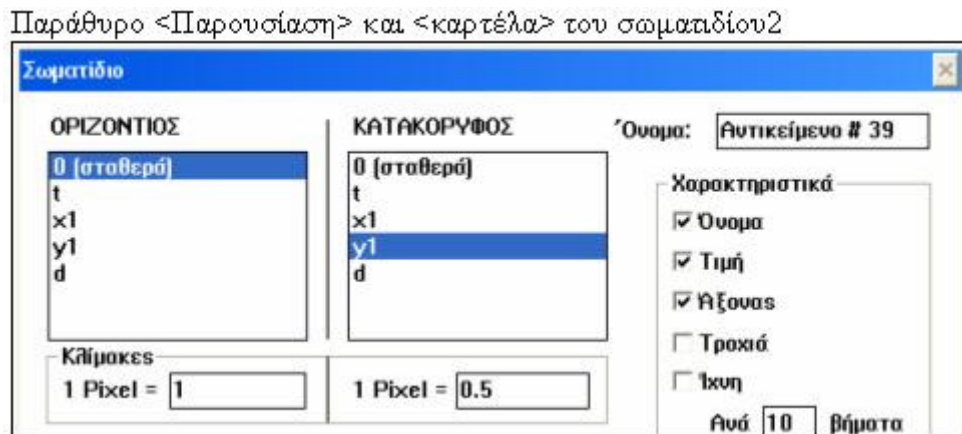 Παράθυρο <Παρουσίαση> και <καρτέλα> του σωματιδίου2
Σωματίδιο
ΟΡΙΖΟΝΤΙΟΣ
0 (σταθερά)
t
x1
y1
d
ΚΑΤΑΚΟΡΥΦΟΣ
0 (σταθερά)
t
x1
y1
d
Όνομα: Αντικείμενο # 39
Χαρακτηριστικά
Όνομα
Τιμή
Άξονας
Τροχιά
Ίχνη
Ανά 10 βήματα
Κλίμακες
1 Pixel = 1
1 Pixel = 0.5